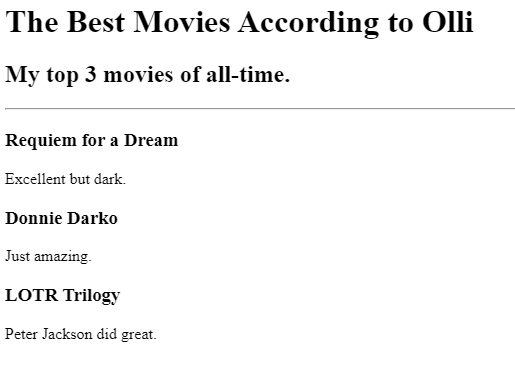 The Best Movies According to Olli
My top 3 movies of all-time.
Requiem for a Dream
Excellent but dark.
Donnie Darko
Just amazing.
LOTR Trilogy
Peter Jackson did great.